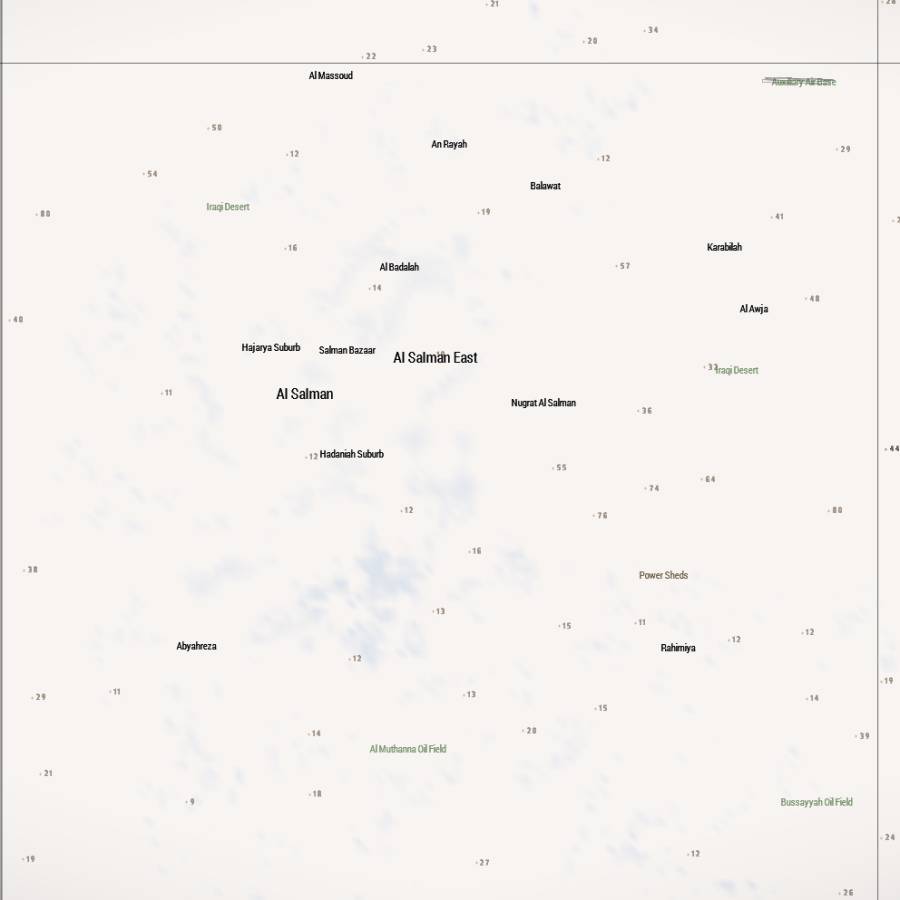 21
28
34
20
23
22
Al Massoud
Auxiliary Air Base
50
An Rayah
29
12
12
54
Balawat
Iraqi Desert
80
19
41
Karabilah
16
57
Al Badalah
14
48
Al Awja
40
Hajarya Suburb
Salman Bazaar
Al Salman East
Iraqi Desert
11
Al Salman
Nugrat Al Salman
36
44
12
Hadaniah Suburb
55
64
74
12
76
80
16
38
Power Sheds
13
11
15
12
12
Abyahreza
Rahimiya
12
19
11
29
13
14
15
28
14
39
Al Muthanna Oil Field
21
18
9
Bussayyah Oil Field
24
12
19
27
26